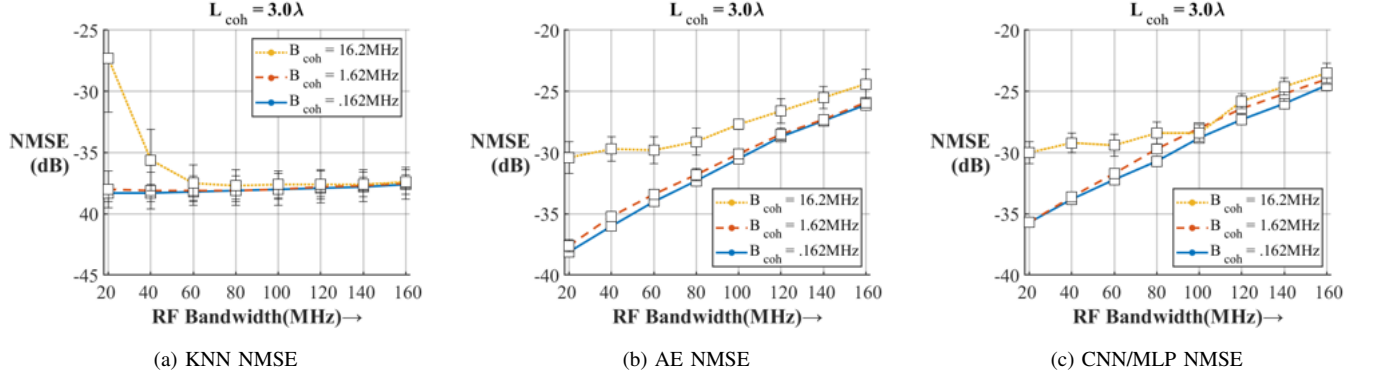 L coh = 3.0λ
-25
-30
-35
-40
-45
NMSE
(dB)
B coh = 16.2MHz
B coh = 1.62MHz
B coh = .162MHz
20 40 60 80 100 120 140 160
RF Bandwidth(MHz)→
(a) KNN NMSE
L coh = 3.0λ
-20
-25
-30
-35
-40
NMSE
(dB)
B coh = 16.2MHz
B coh = 1.62MHz
B coh = .162MHz
20 40 60 80 100 120 140 160
RF Bandwidth(MHz)→
(b) AE NMSE
L coh = 3.0λ
-20
-25
-30
-35
-40
NMSE
(dB)
B coh = 16.2MHz
B coh = 1.62MHz
B coh = .162MHz
20 40 60 80 100 120 140 160
RF Bandwidth(MHz)→
(c) CNN/MLP NMSE